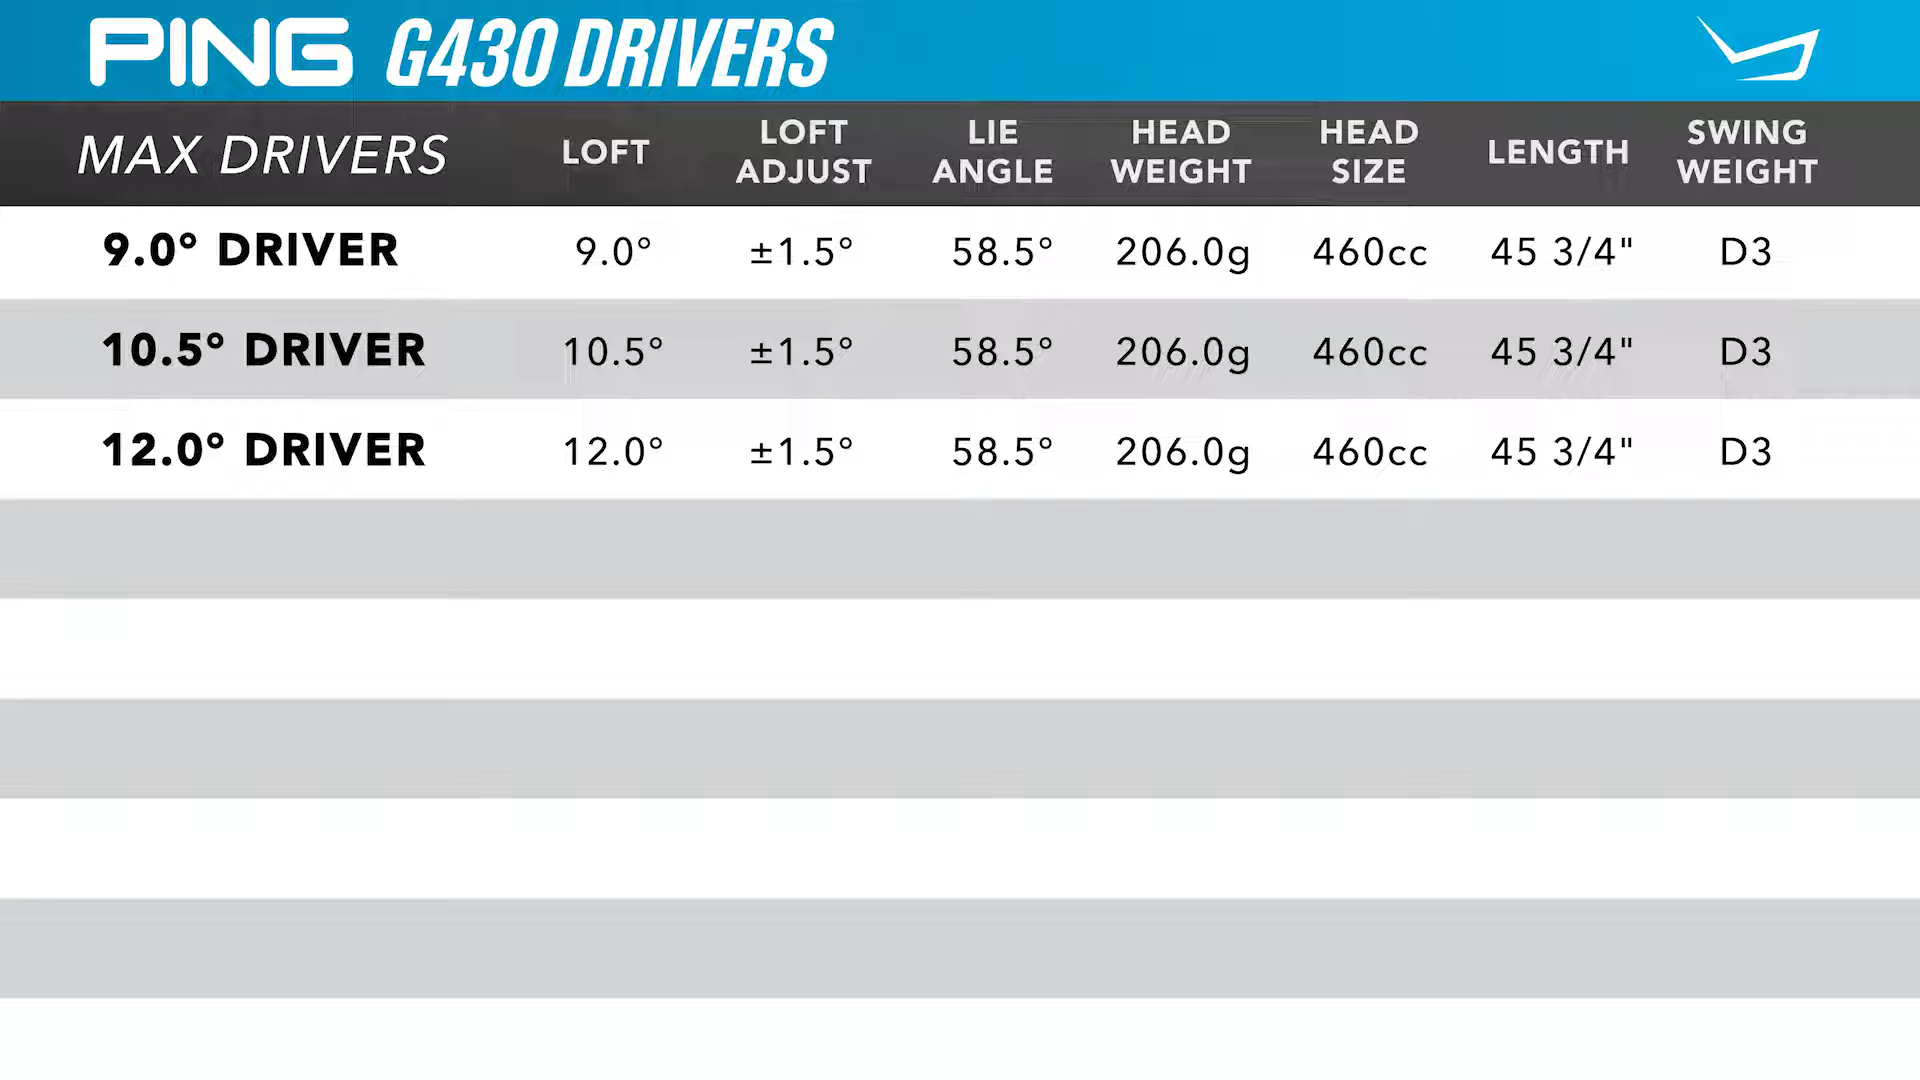 PING G430 DRIVERS
MAX DRIVERS LOFT LOFT ADJUST LIE ANGLE HEAD WEIGHT HEAD SIZE LENGTH SWING WEIGHT
9.0° DRIVER 9.0° ±1.5° 58.5° 206.0g 460cc 45 3/4" D3
10.5° DRIVER 10.5° ±1.5° 58.5° 206.0g 460cc 45 3/4" D3
12.0° DRIVER 12.0° ±1.5° 58.5° 206.0g 460cc 45 3/4" D3